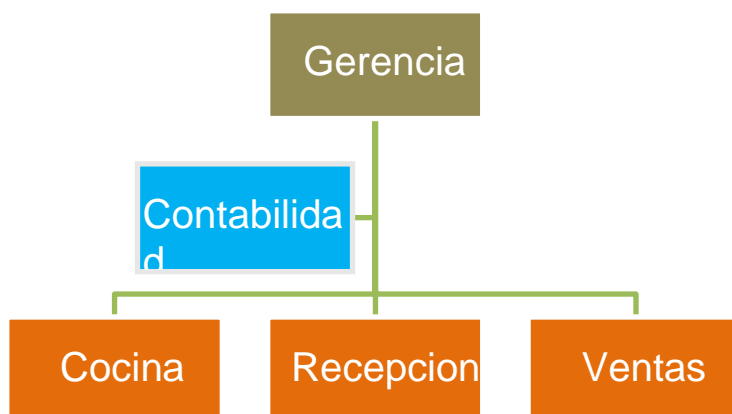 Gerencia
Contabilida
d
Cocina
Recepcion
Ventas